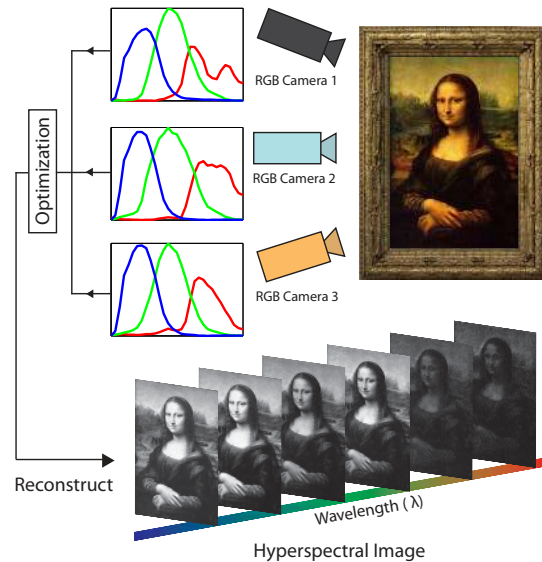 RGB Camera 1
Optimization
RGB Camera 2
RGB Camera 3
Reconstruct
Wavelength ( λ)
Hyperspectral Image